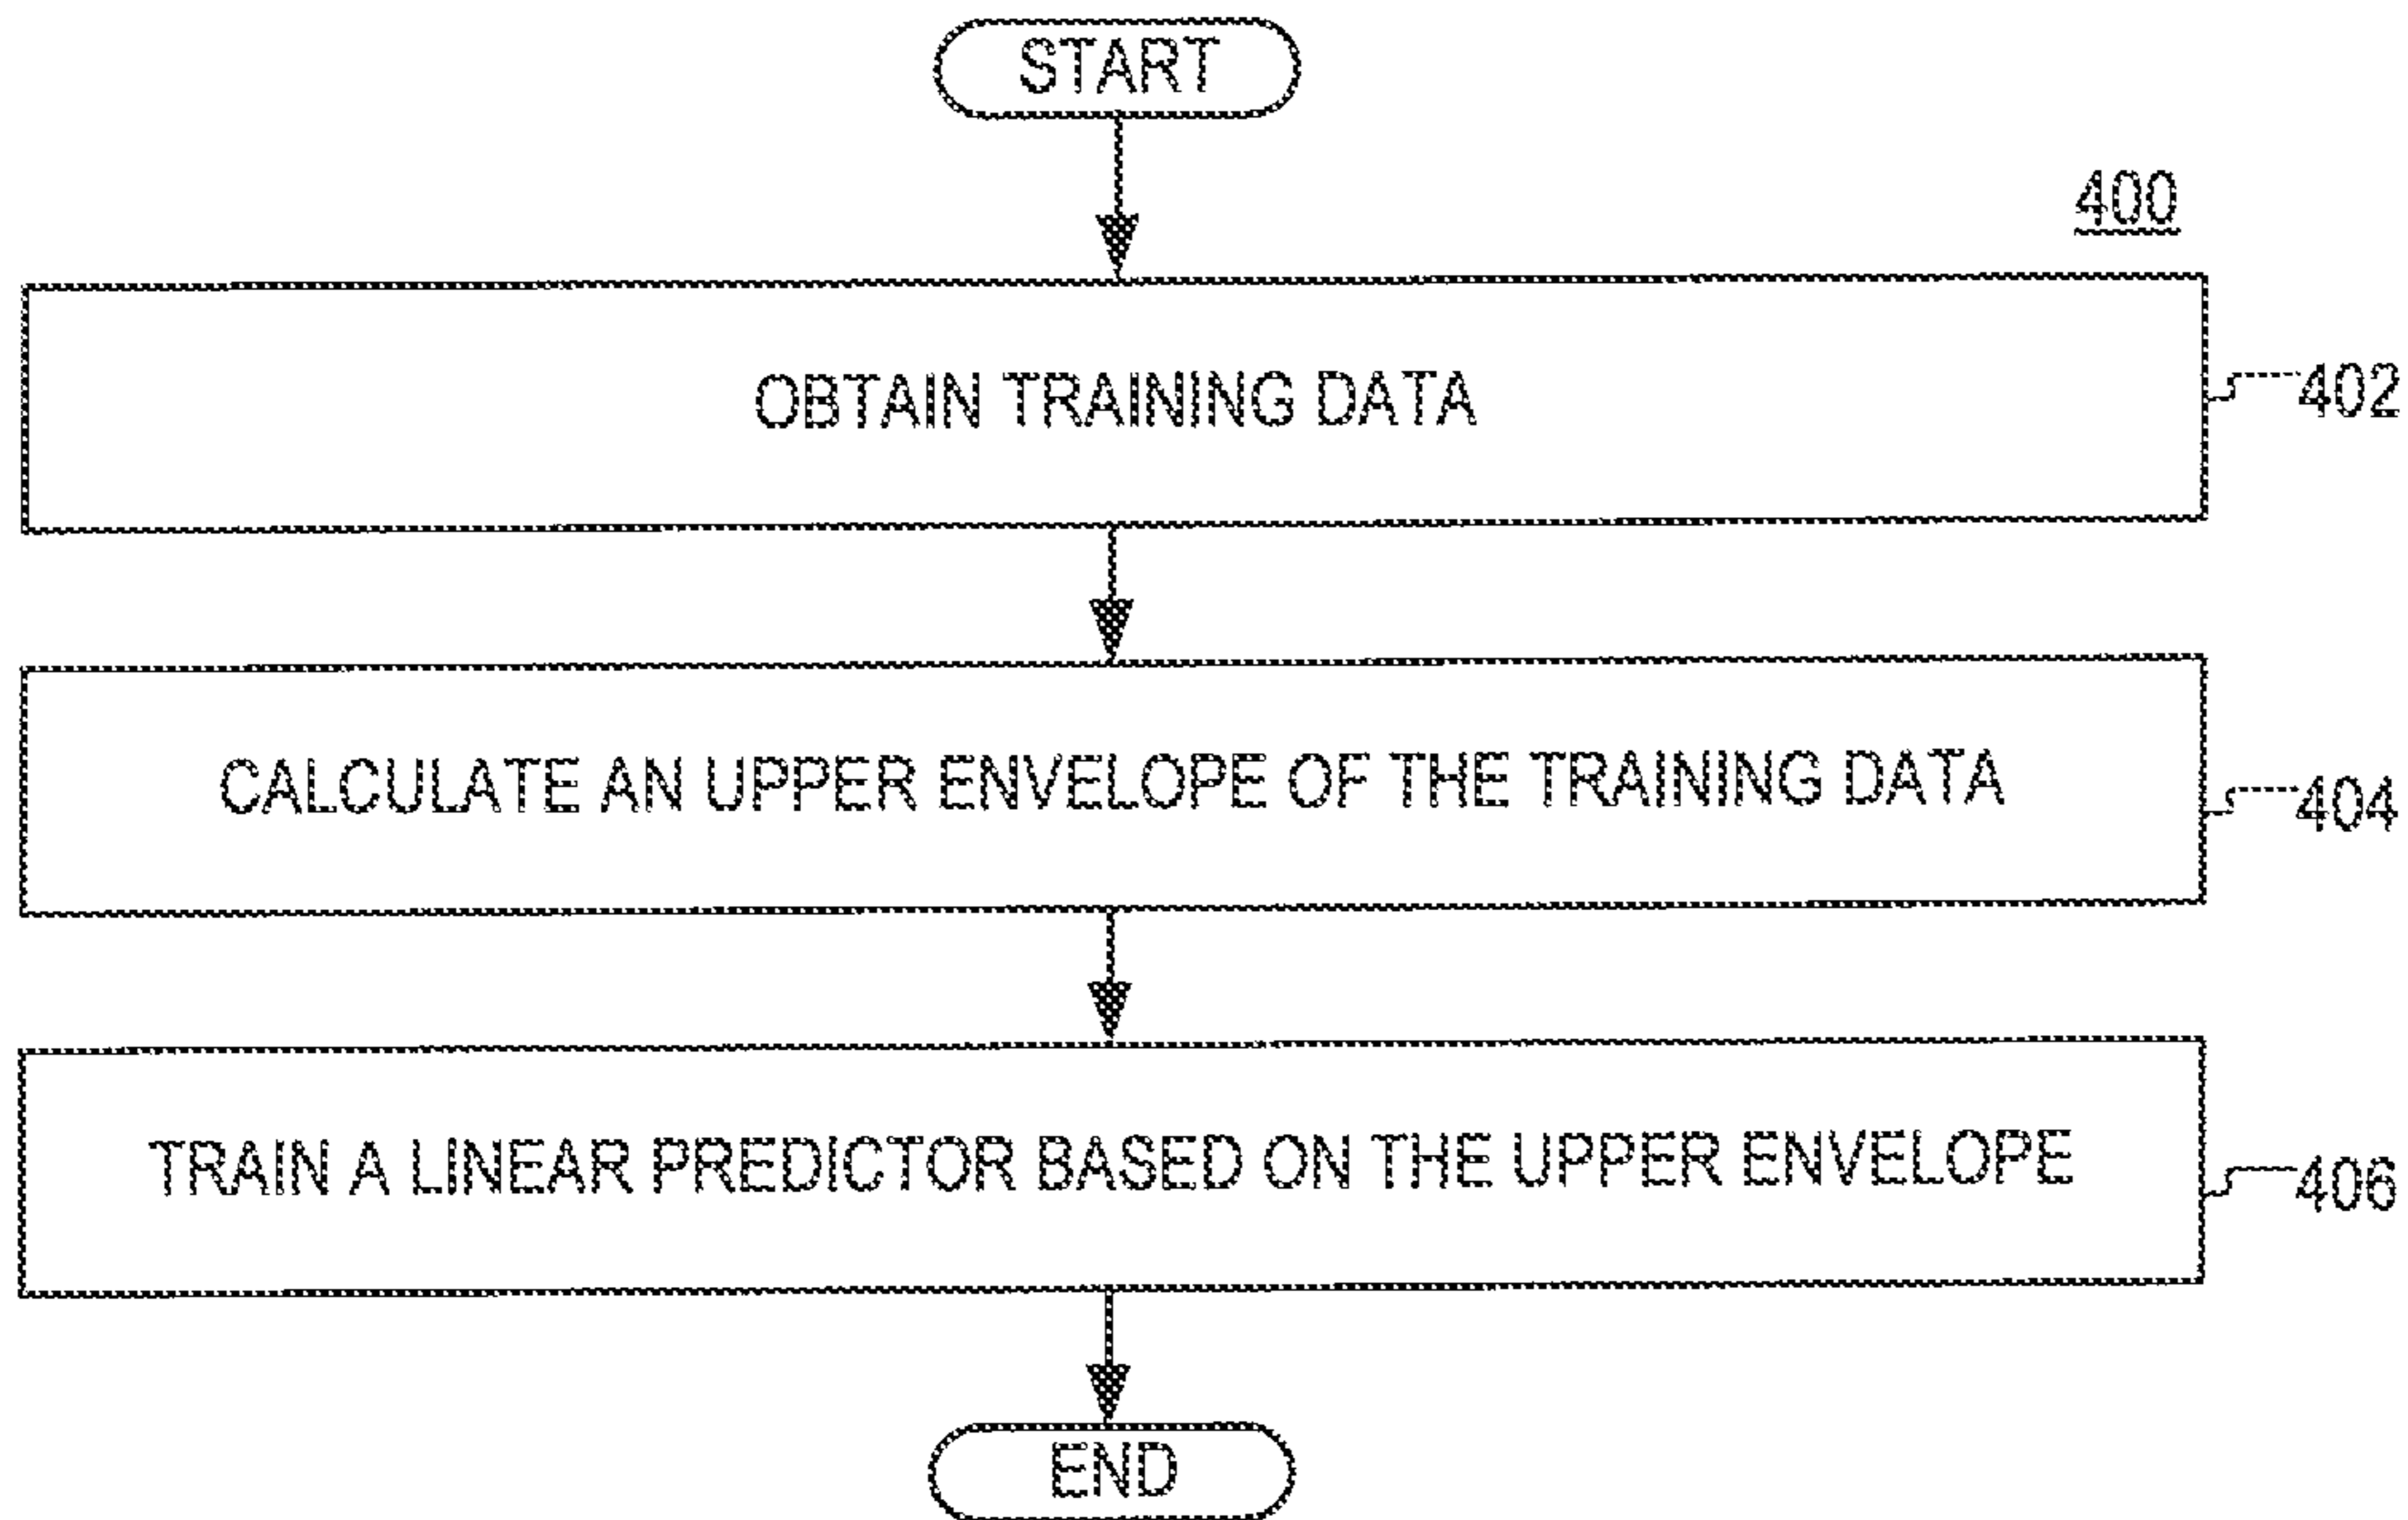 START
400
OBTAIN TRAINING DATA
402
CALCULATE AN UPPER ENVELOPE OF THE TRAINING DATA
404
TRAIN A LINEAR PREDICTOR BASED ON THE UPPER ENVELOPE
406
END